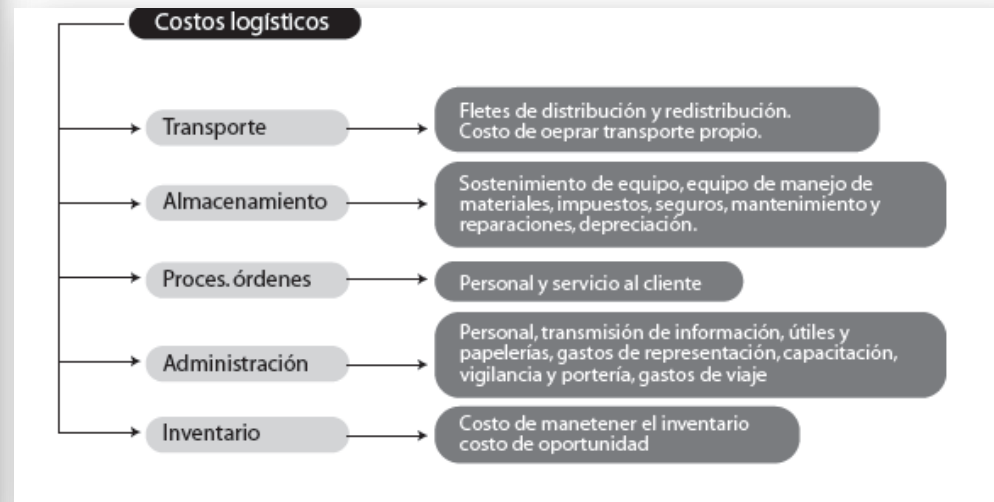 Costos logísticos
Transporte
Fletes de distribución y redistribución.
Costo de oeprar transporte propio.
Almacenamiento
Sostenimiento de equipo, equipo de manejo de
materiales, impuestos, seguros, mantenimiento y
reparaciones, depreciación.
Proces. órdenes
Personal y servicio al cliente
Administración
Personal, transmisión de información, útiles y
papelerías, gastos de representación, capacitación,
vigilancia y portería, gastos de viaje
Inventario
Costo de manetener el inventario
costo de oportunidad